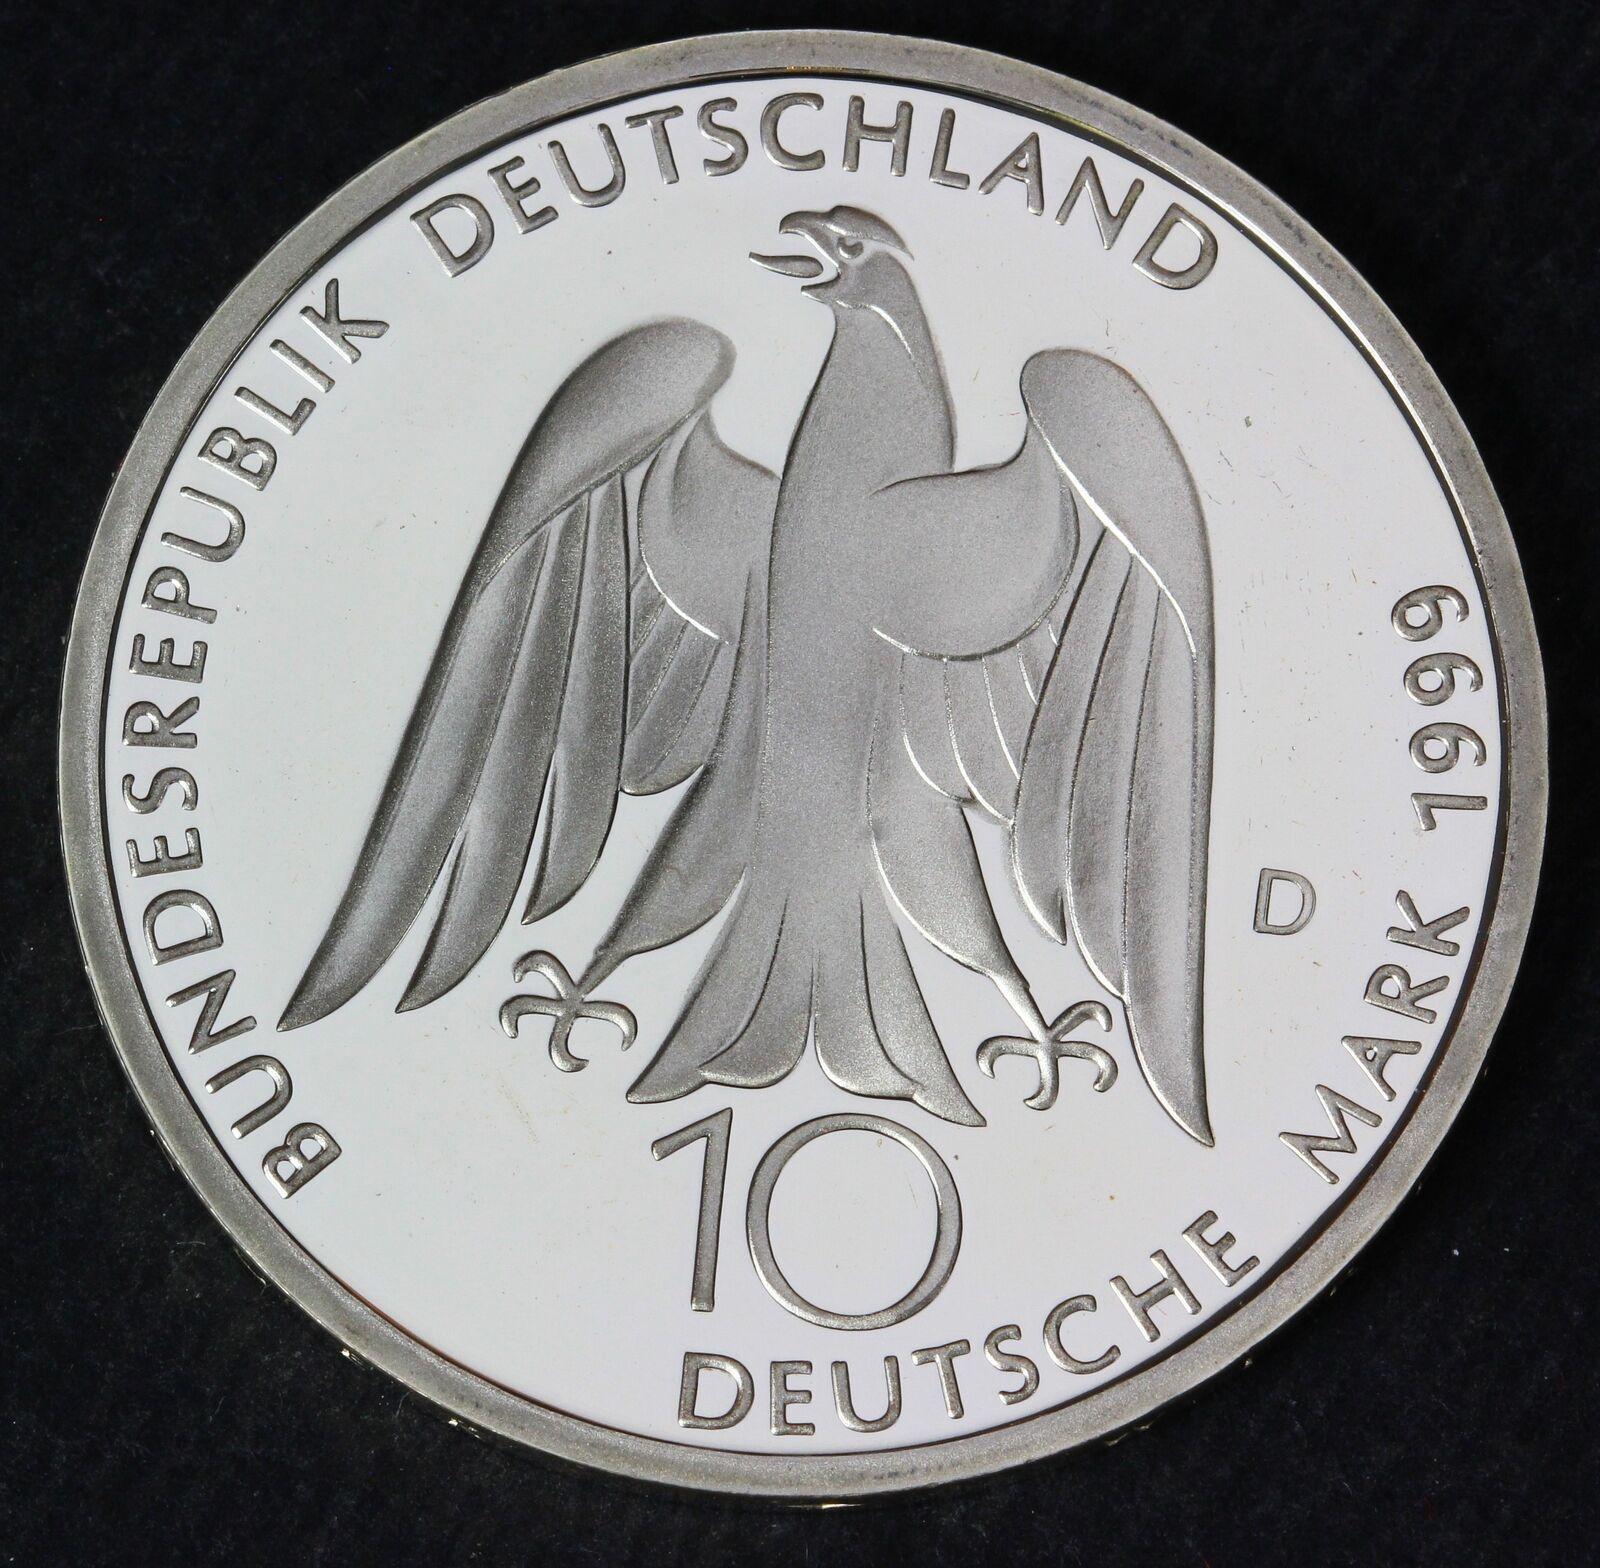 BUNDESREPUBLIK DEUTSCHLAND
D
10
DEUTSCHE MARK 1999